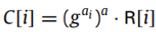 C[i] = (g^{a_i})^a · R[i]